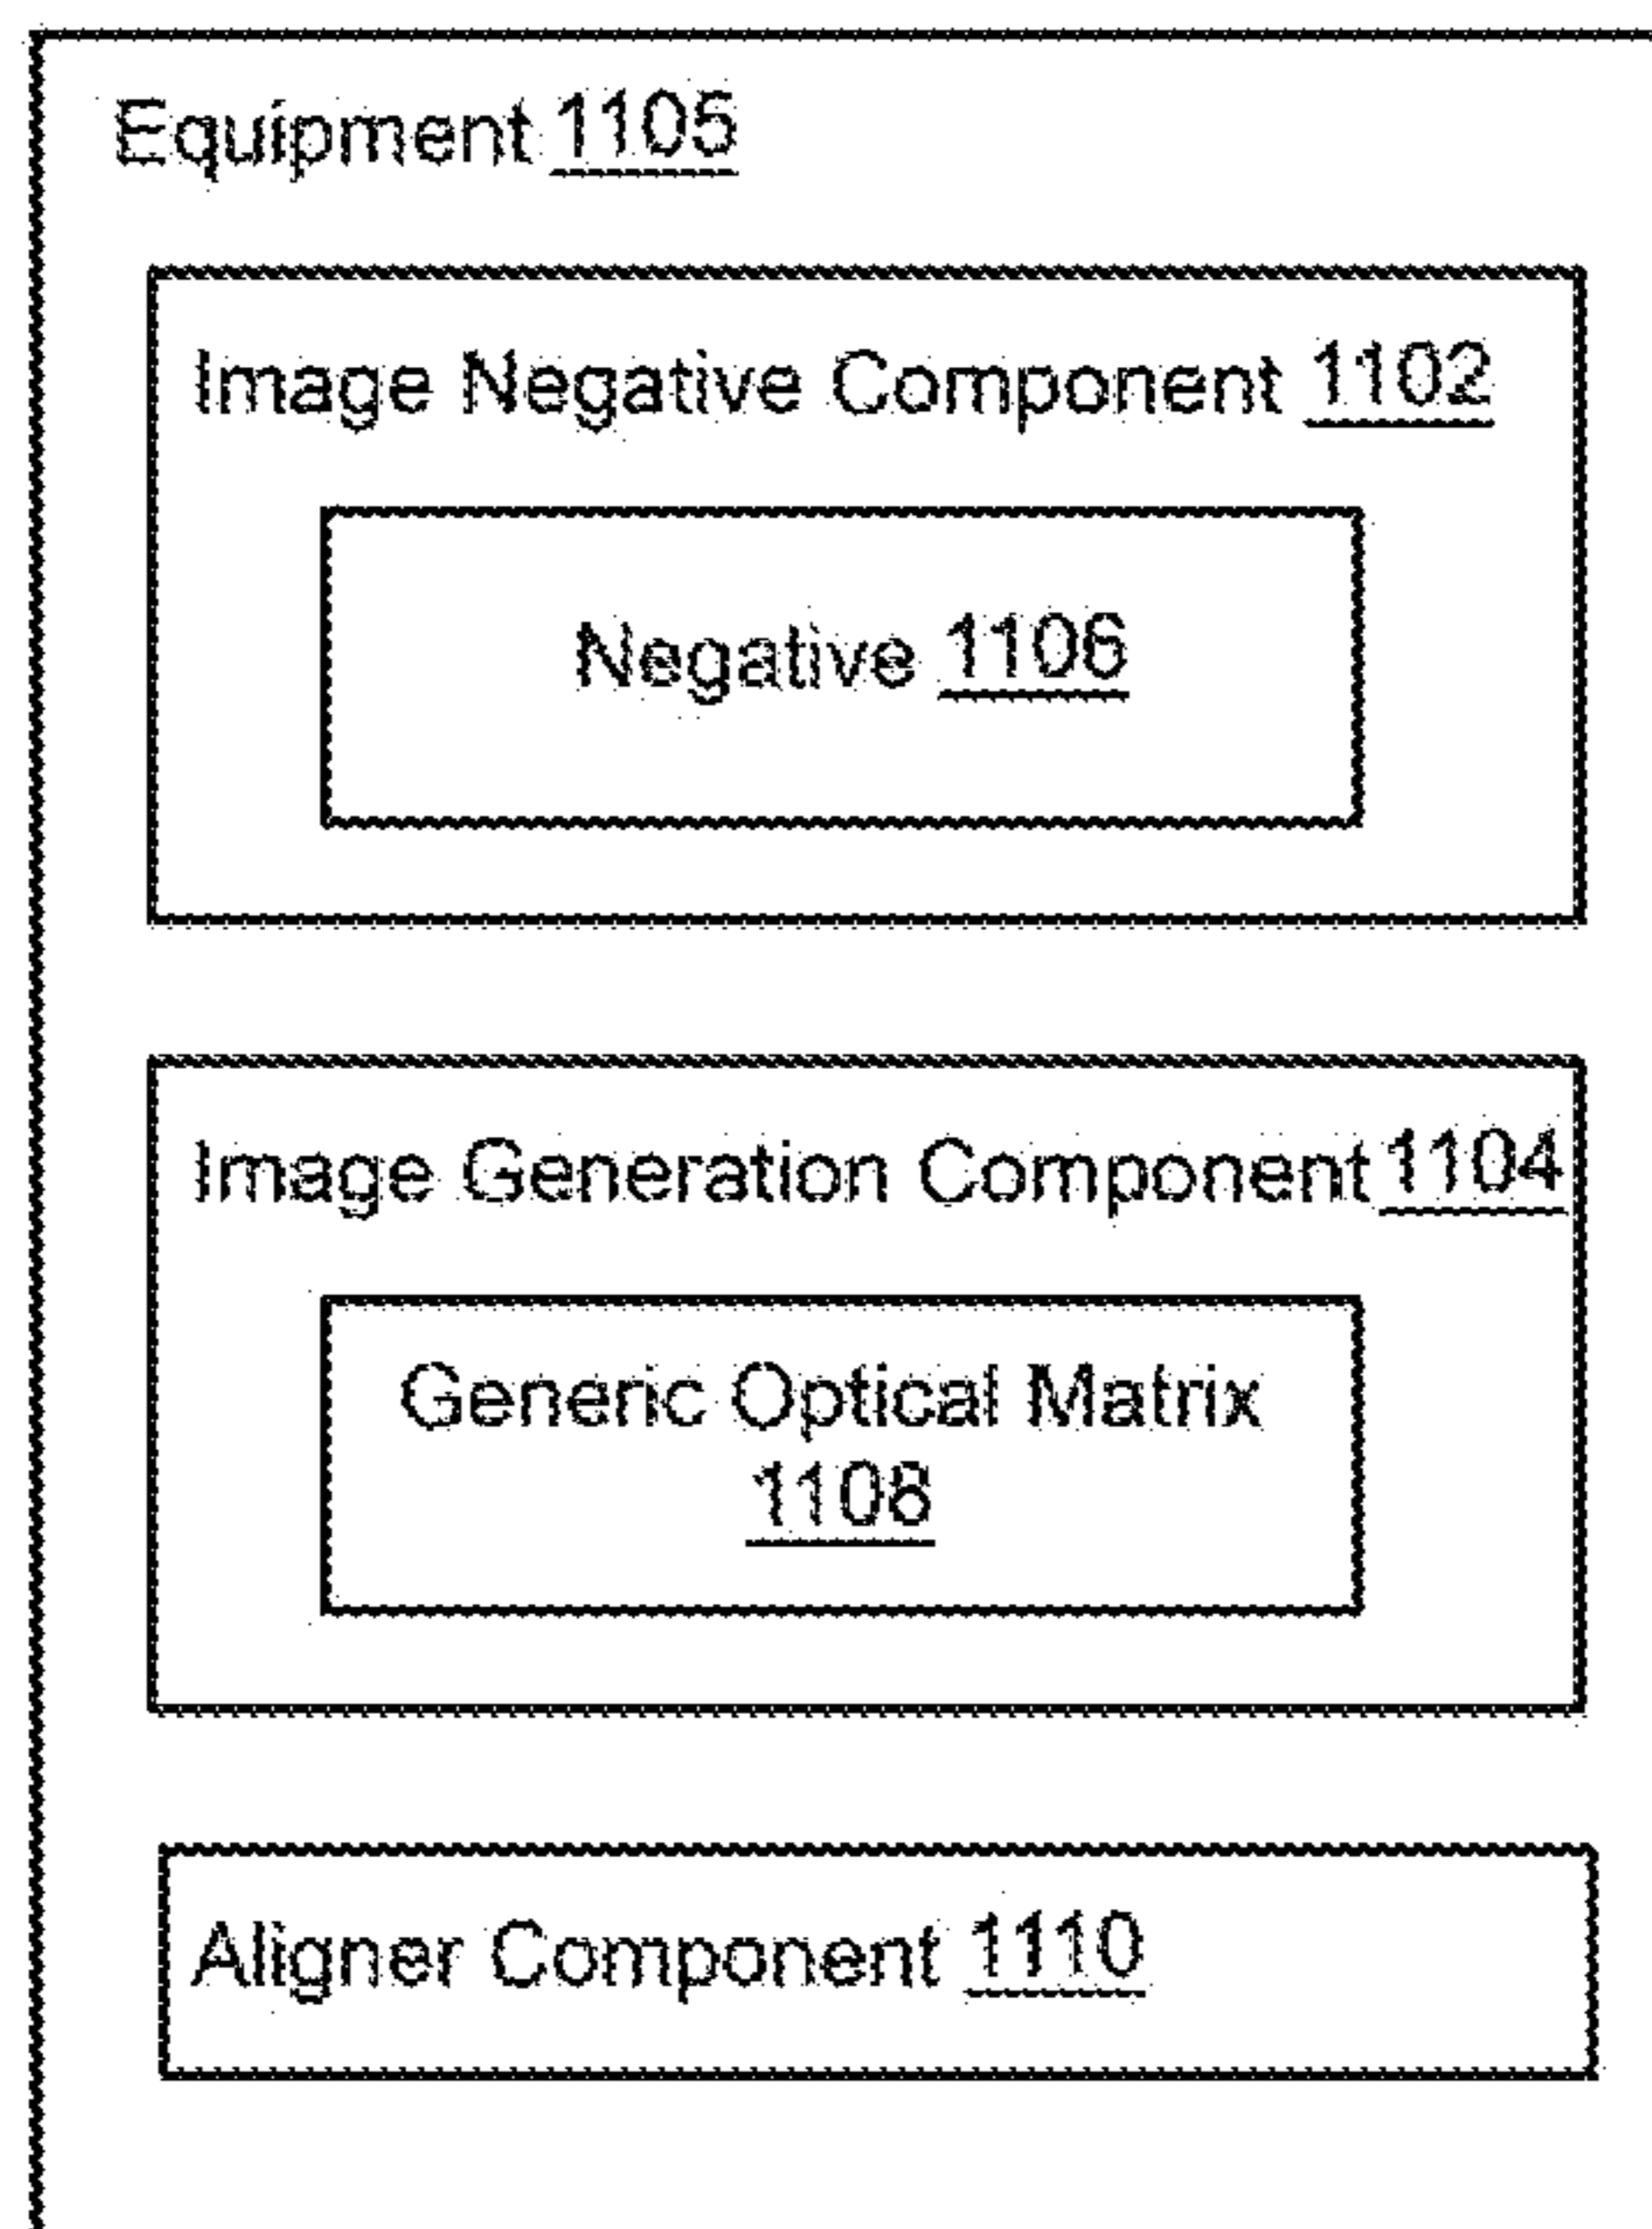 Equipment 1105
Image Negative Component 1102
Negative 1106
Image Generation Component 1104
Generic Optical Matrix
1108
Aligner Component 1110